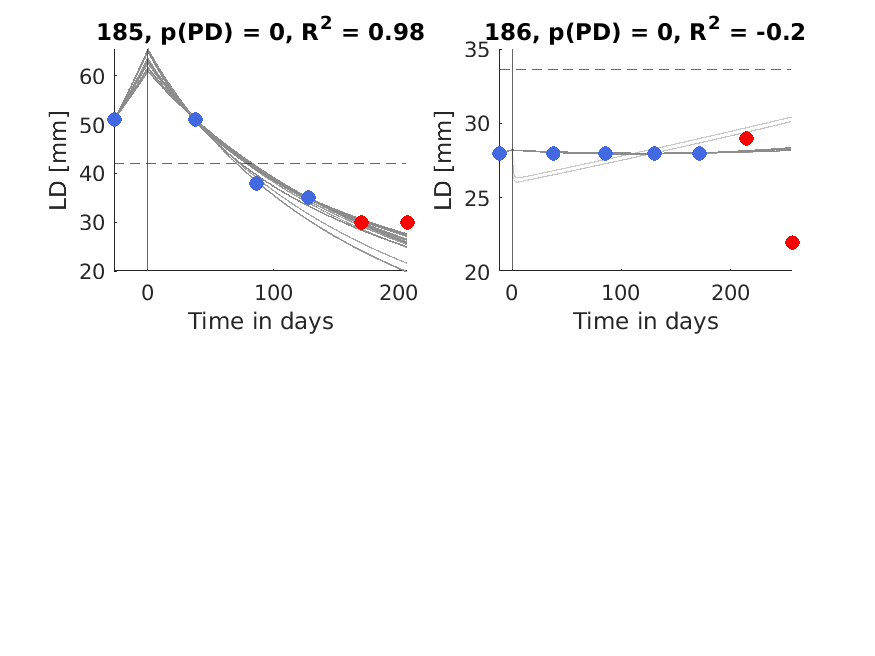 185, p(PD) = 0, R² = 0.98
LD [mm]
60
50
40
30
20
0
100
200
Time in days
186, p(PD) = 0, R² = -0.2
LD [mm]
35
30
25
20
0
100
200
Time in days